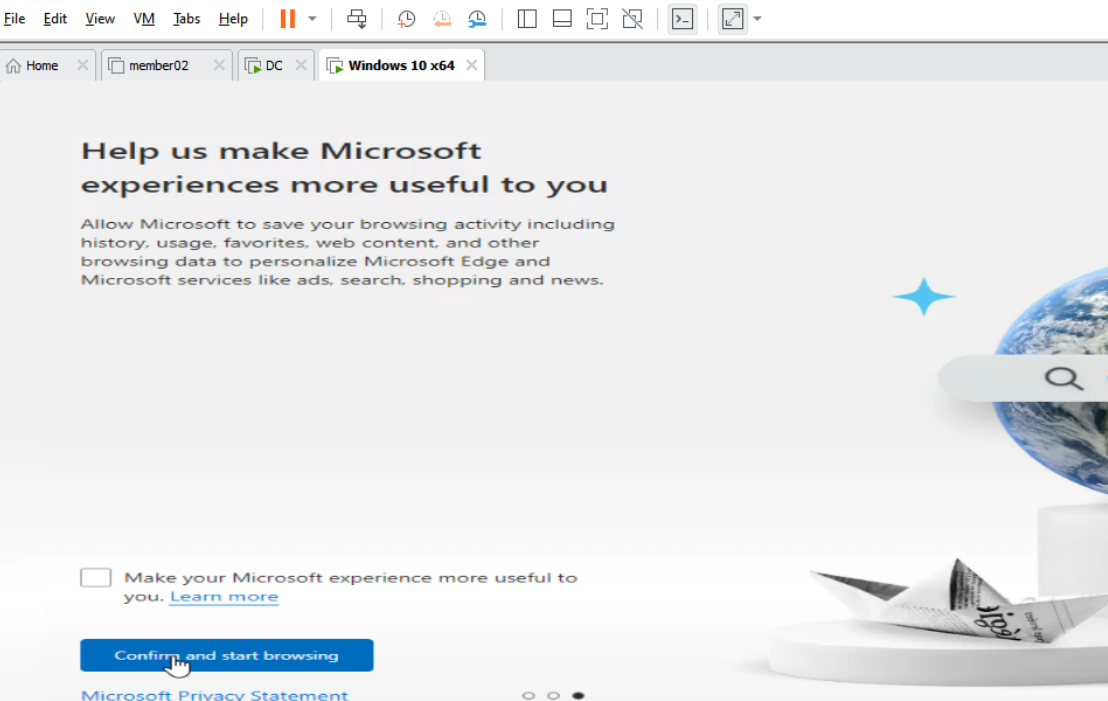 File Edit View VM Tabs Help
Home member02 DC Windows 10 x64
Help us make Microsoft
experiences more useful to you
Allow Microsoft to save your browsing activity including
history, usage, favorites, web content, and other
browsing data to personalize Microsoft Edge and
Microsoft services like ads, search, shopping and news.
Make your Microsoft experience more useful to
you. Learn more
Confirm and start browsing
Microsoft Privacy Statement